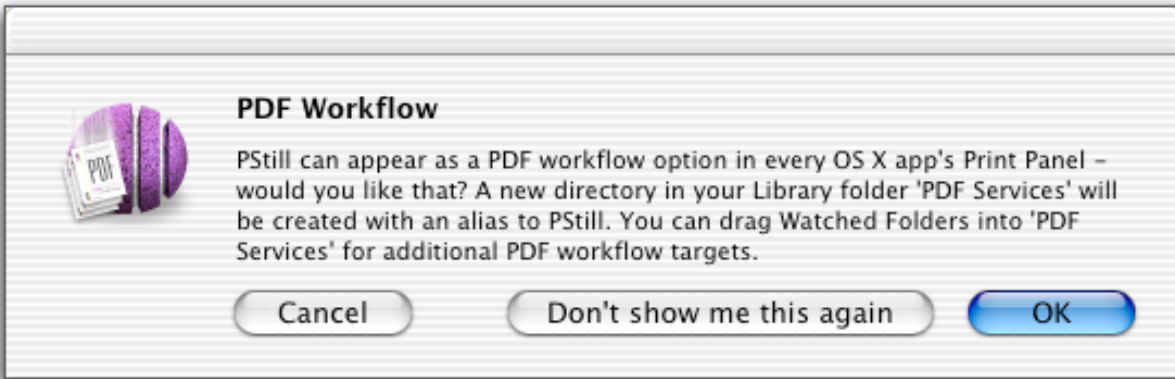 PDF Workflow
PStill can appear as a PDF workflow option in every OS X app's Print Panel –
would you like that? A new directory in your Library folder 'PDF Services' will
be created with an alias to PStill. You can drag Watched Folders into 'PDF
Services' for additional PDF workflow targets.
PDF
Cancel Don't show me this again OK